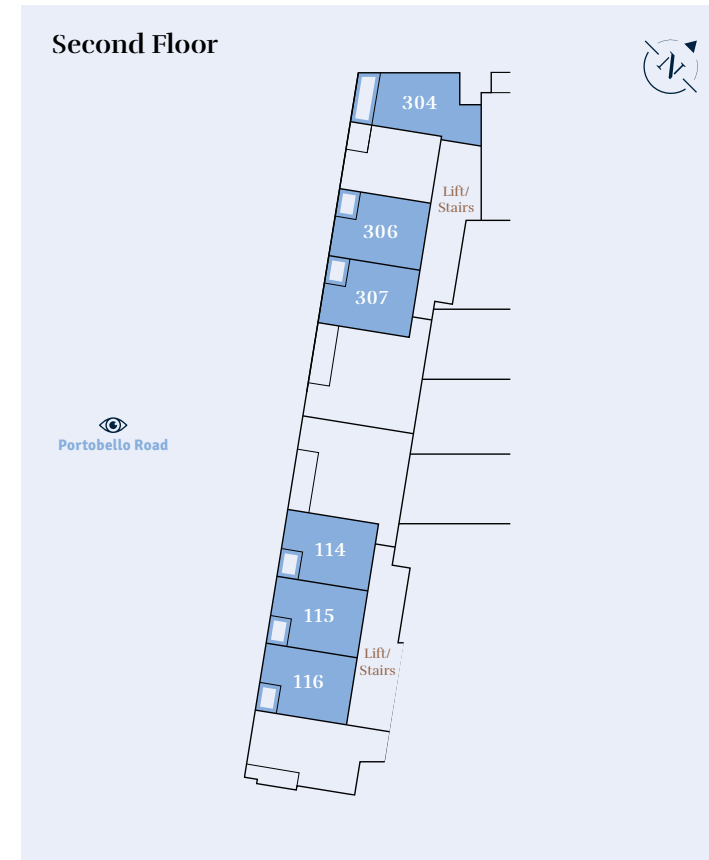 Second Floor
N
304
Lift/
Stairs
306
307
Portobello Road
114
115
Lift/
Stairs
116